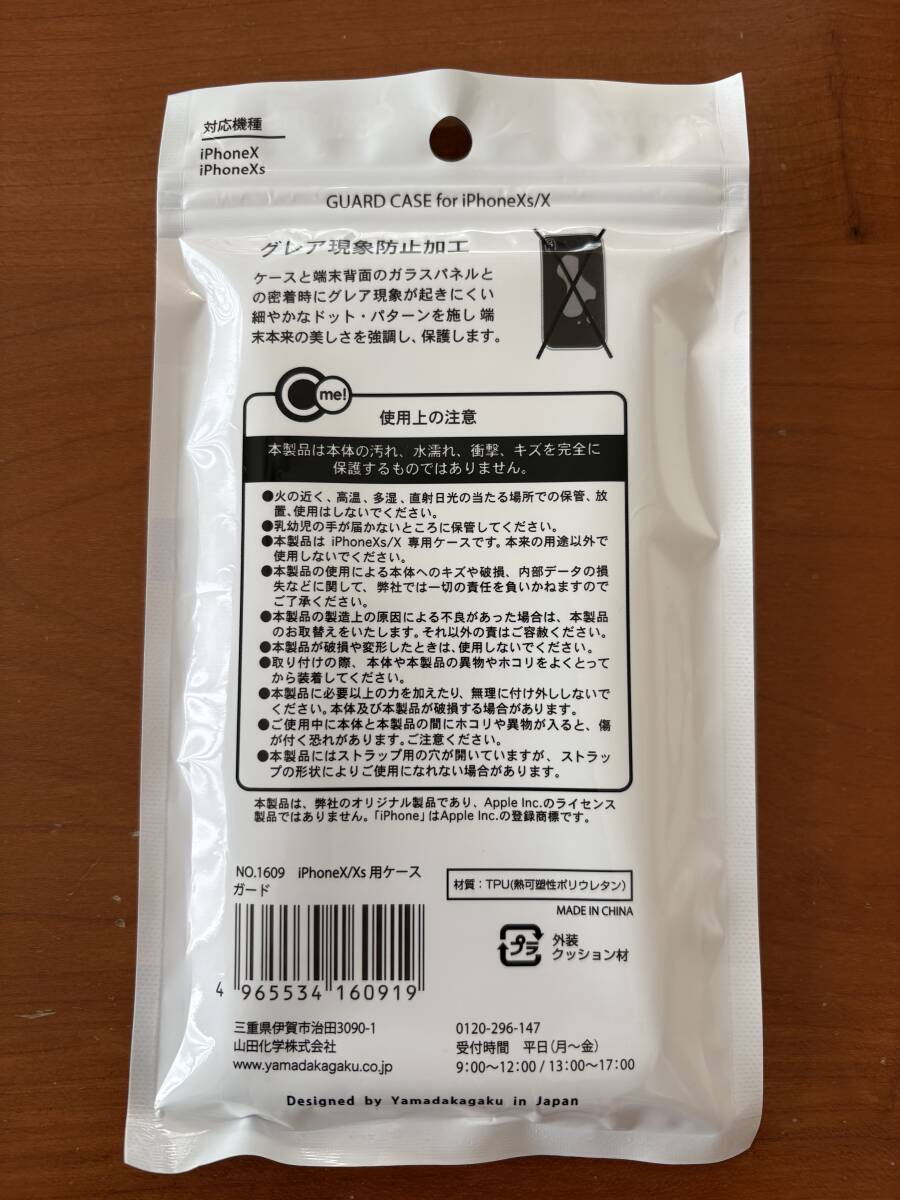 対応機種
iPhoneX
iPhoneXs
GUARD CASE for iPhoneXs/X
グレア現象防止加工
ケースと端末背面のガラスパネルと
の密着時にグレア現象が起きにくい
細やかなドット・パターンを施し 端
末本来の美しさを強調し、保護します。
me!
使用上の注意
本製品は本体の汚れ、水濡れ、衝撃、キズを完全に
保護するものではありません。
●火の近く、高温、多湿、直射日光の当たる場所での保管、放
置、使用はしないでください。
●乳幼児の手が届かないところに保管してください。
●本製品は iPhoneXs/X 専用ケースです。本来の用途以外で
使用しないでください。
●本製品の使用による本体へのキズや破損、内部データの損
失などに関して、弊社では一切の責任を負いかねますので
ご了承ください。
●本製品の製造上の原因による不良があった場合は、本製品
のお取替えをいたします。それ以外の責はご容赦ください。
●本製品が破損や変形したときは、使用しないでください。
●取り付けの際、本体や本製品の異物やホコリをよくとって
から装着してください。
●本製品に必要以上の力を加えたり、無理に付け外ししないで
ください。本体及び本製品が破損する場合があります。
●ご使用中に本体と本製品の間にホコリや異物が入ると、傷
が付く恐れがあります。ご注意ください。
●本製品にはストラップ用の穴が開いていますが、ストラッ
プの形状によりご使用になれない場合があります。
本製品は、弊社のオリジナル製品であり、Apple Inc.のライセンス
製品ではありません。「iPhone」はApple Inc.の登録商標です。
NO.1609 iPhoneX/Xs 用ケース
ガード
材質：TPU(熱可塑性ポリウレタン)
MADE IN CHINA
プラ
外装
クッション材
4 965534 160919
三重県伊賀市治田3090-1
山田化学株式会社
www.yamadakagaku.co.jp
0120-296-147
受付時間 平日(月～金)
9:00～12:00 / 13:00～17:00
Designed by Yamadakagaku in Japan